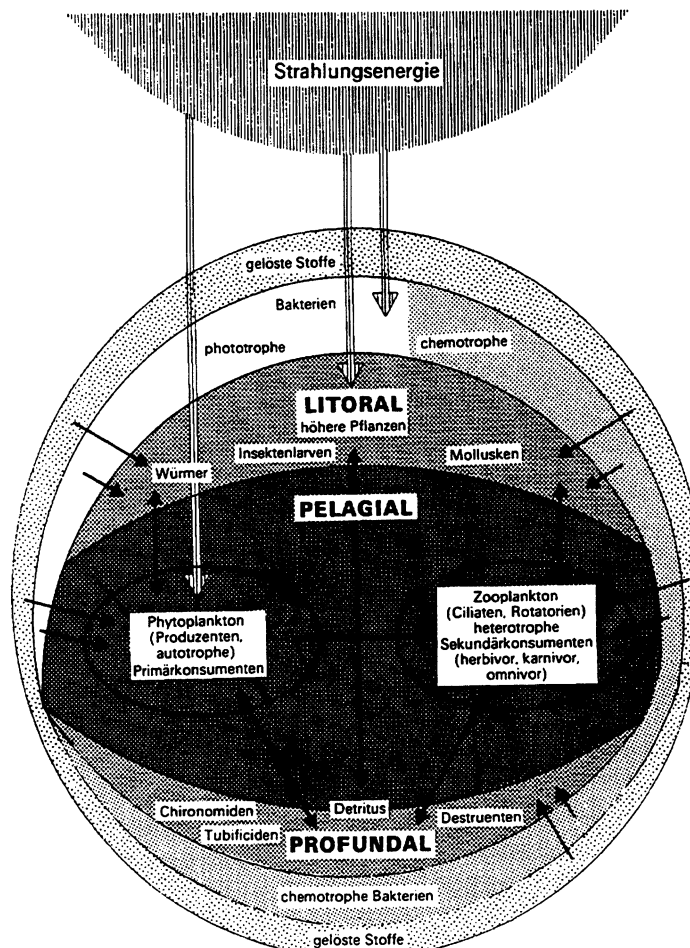 Strahlungsenergie
gelöste Stoffe
Bakterien
phototrophe
chemotrophe
LITORAL
höhere Pflanzen
Insektenlarven
Mollusken
Würmer
PELAGIAL
Phytoplankton
(Produzenten,
autotrophe)
Primärkonsumenten
Zooplankton
(Ciliaten, Rotatorien)
heterotrophe
Sekundärkonsumenten
(herbivor, karnivor,
omnivor)
Chironomiden
Detritus
Destruenten
Tubificiden
PROFUNDAL
chemotrophe Bakterien
gelöste Stoffe